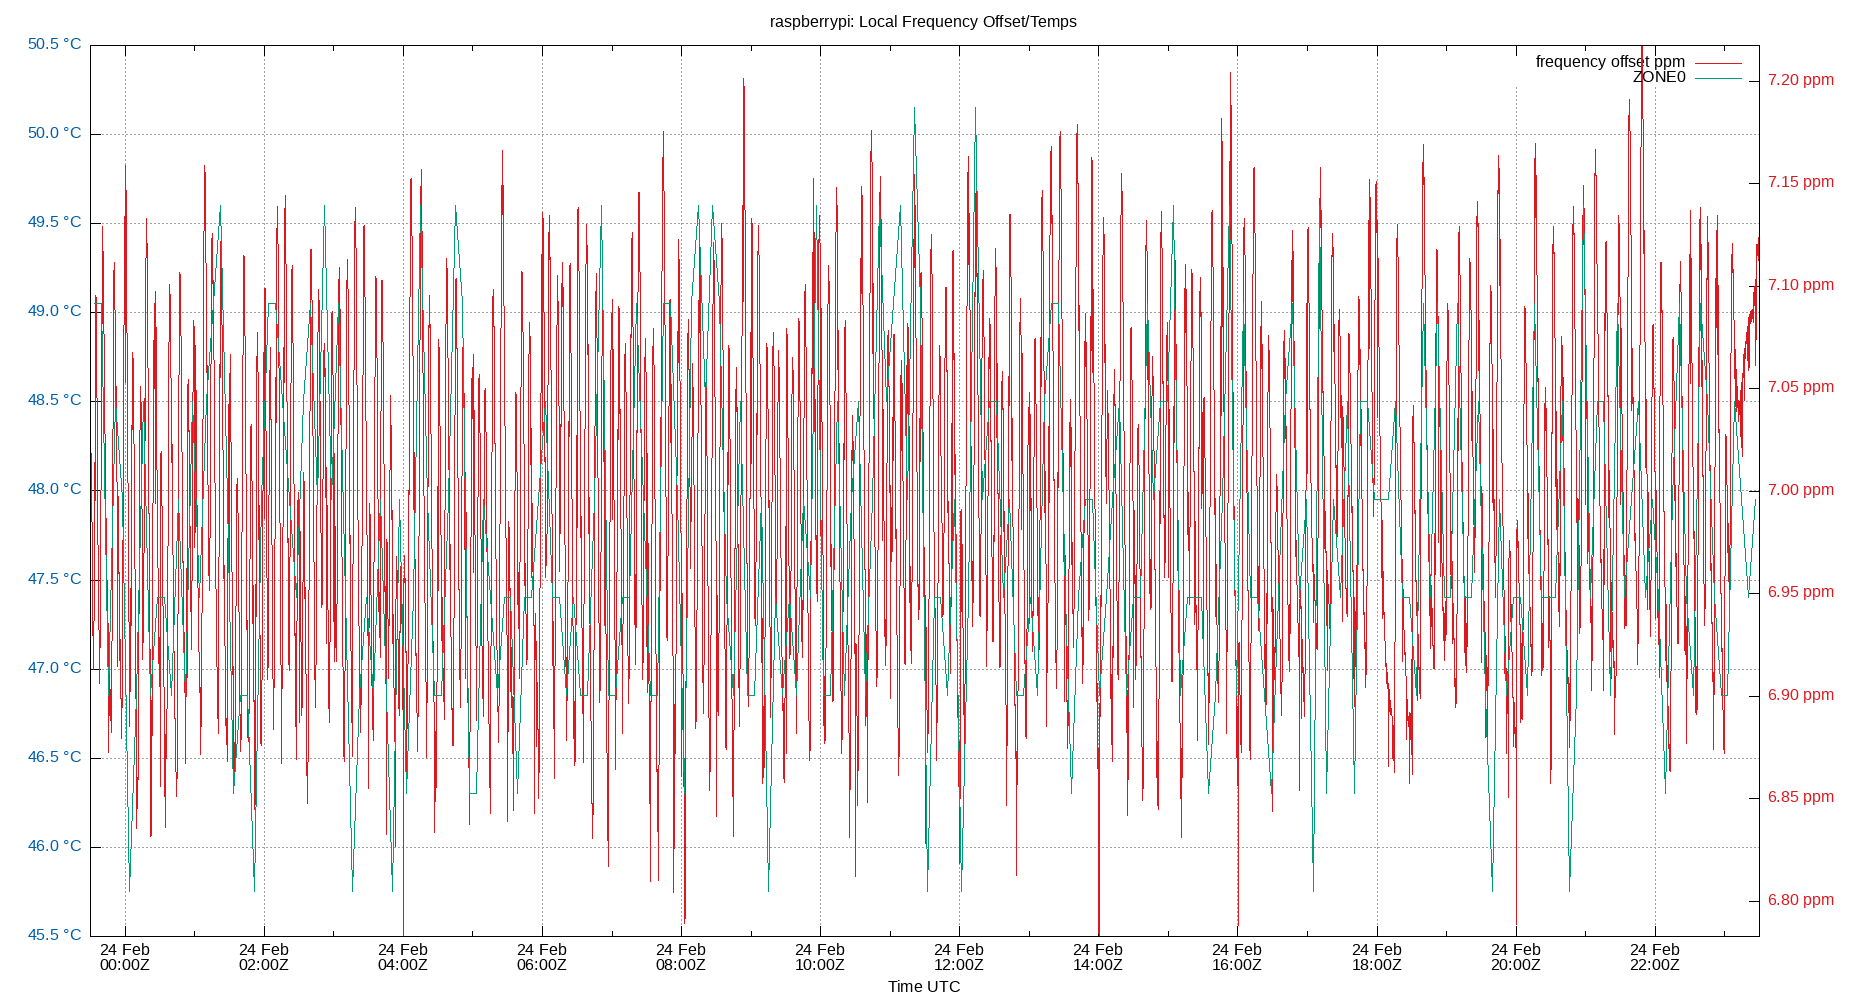 raspberrypi: Local Frequency Offset/Temps
50.5 °C
50.0 °C
49.5 °C
49.0 °C
48.5 °C
48.0 °C
47.5 °C
47.0 °C
46.5 °C
46.0 °C
45.5 °C
frequency offset ppm
ZONE0
7.20 ppm
7.15 ppm
7.10 ppm
7.05 ppm
7.00 ppm
6.95 ppm
6.90 ppm
6.85 ppm
6.80 ppm
24 Feb 24 Feb 24 Feb 24 Feb 24 Feb 24 Feb 24 Feb 24 Feb 24 Feb 24 Feb 24 Feb 24 Feb
00:00Z 02:00Z 04:00Z 06:00Z 08:00Z 10:00Z 12:00Z 14:00Z 16:00Z 18:00Z 20:00Z 22:00Z
Time UTC